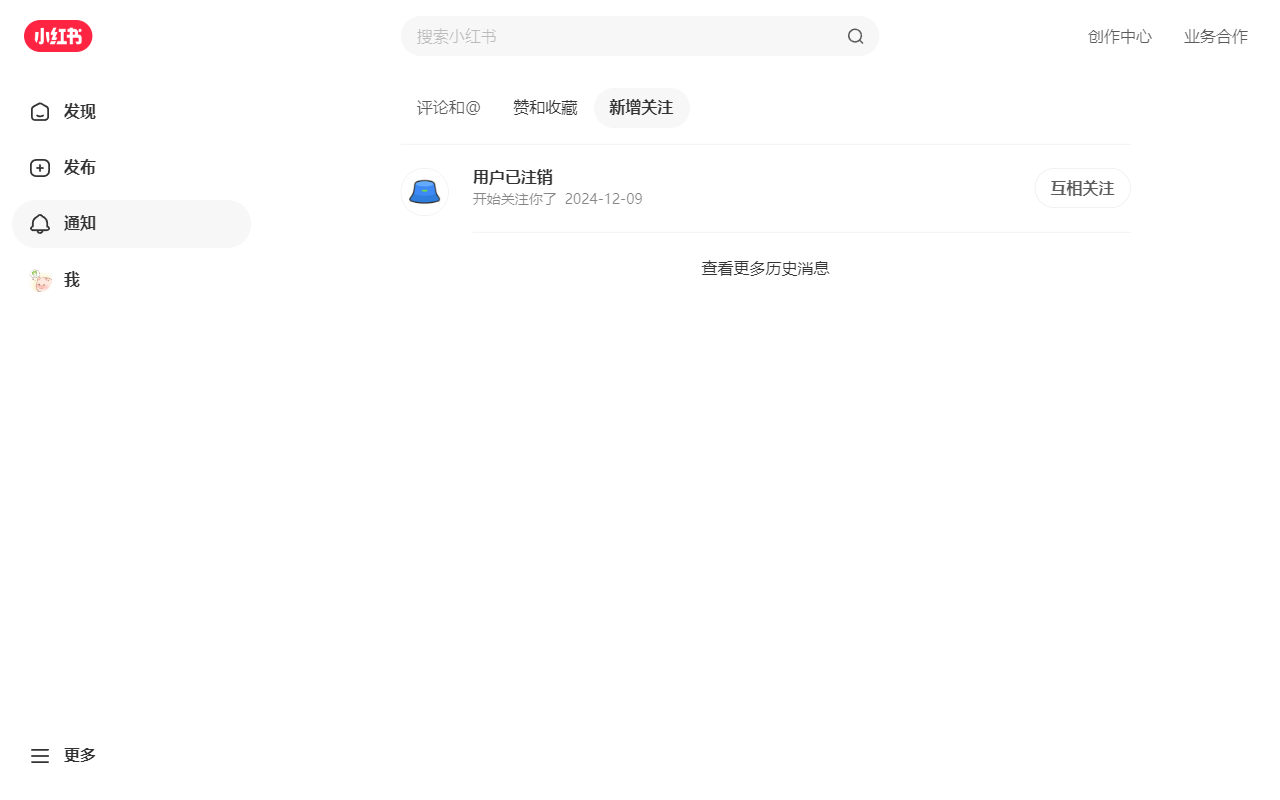 小红书
搜索小红书
创作中心
业务合作
发现
发布
通知
我
更多
评论和@
赞和收藏
新增关注
用户已注销
开始关注你了 2024-12-09
互相关注
查看更多历史消息